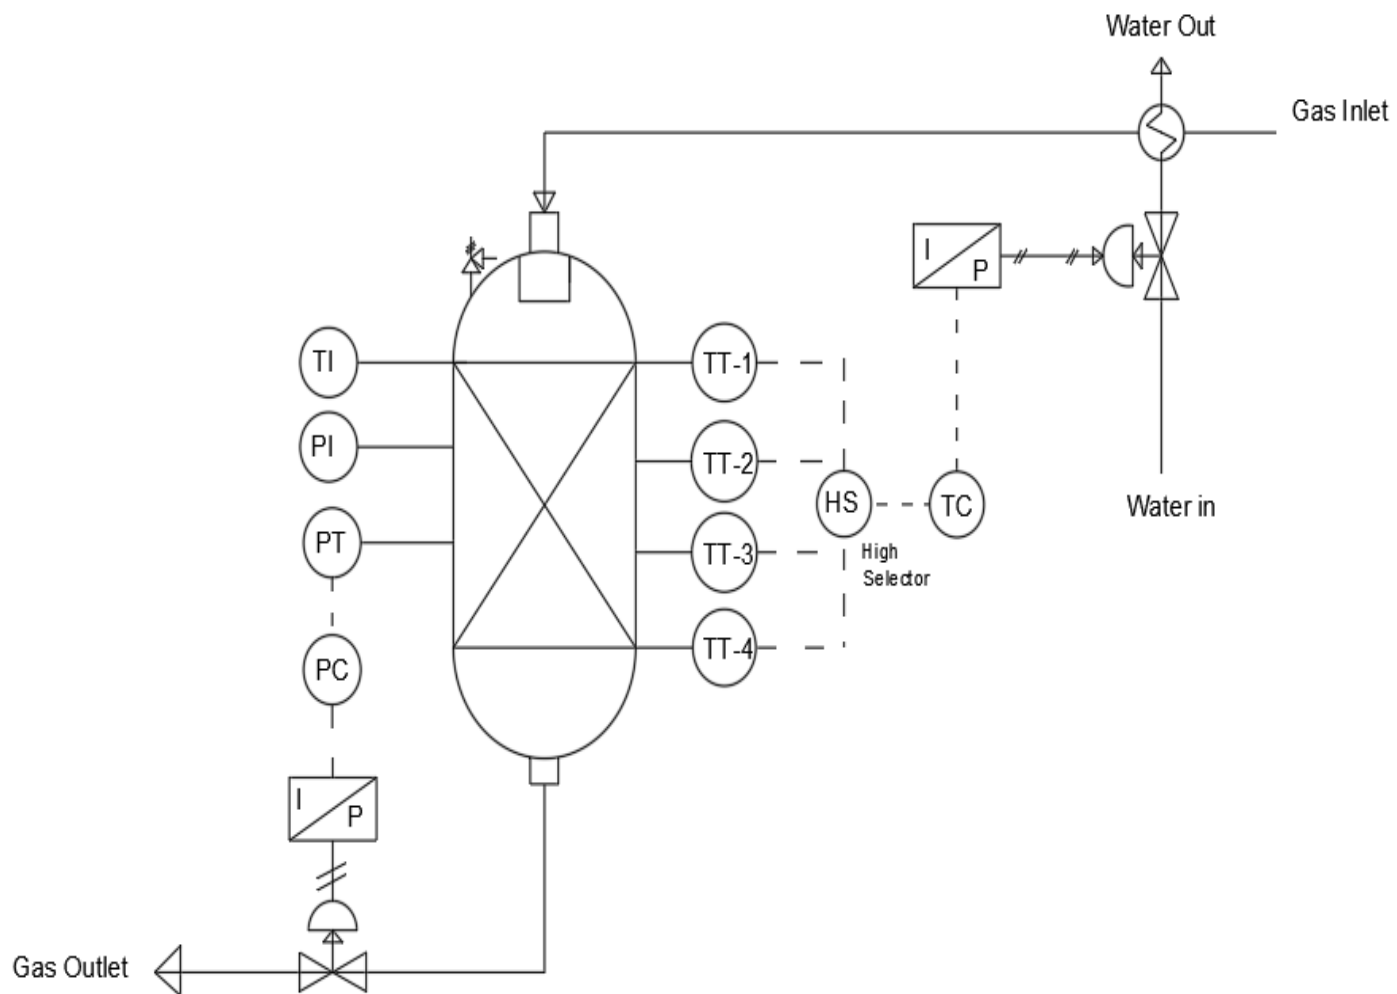 Water Out
Gas Inlet
I
P
TI
TT-1
PI
TT-2
HS
TC
Water in
PT
TT-3
High
Selector
TT-4
PC
I
P
Gas Outlet